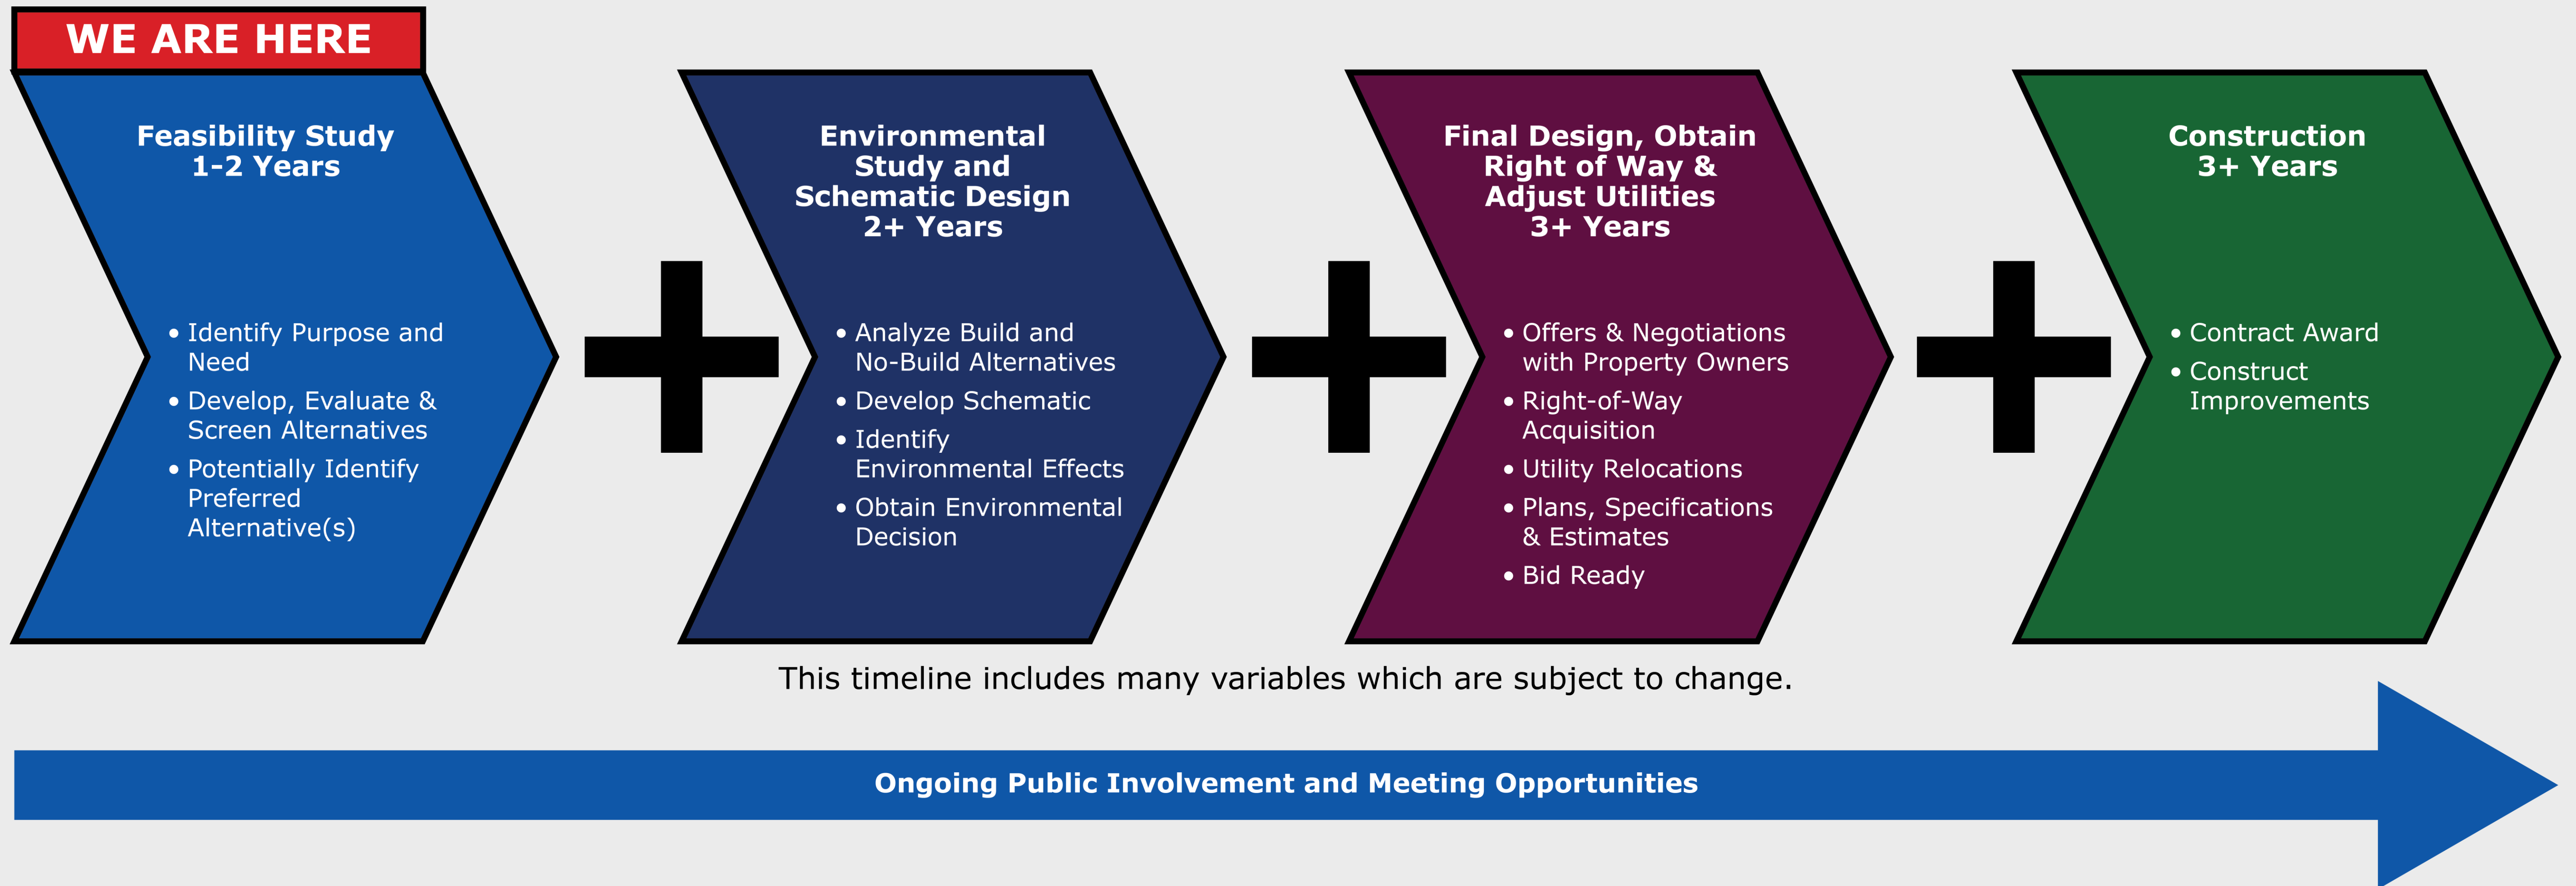 WE ARE HERE
Feasibility Study
1-2 Years
• Identify Purpose and
Need
• Develop, Evaluate &
Screen Alternatives
• Potentially Identify
Preferred
Alternative(s)
Environmental
Study and
Schematic Design
2+ Years
• Analyze Build and
No-Build Alternatives
• Develop Schematic
• Identify
Environmental Effects
• Obtain Environmental
Decision
Final Design, Obtain
Right of Way &
Adjust Utilities
3+ Years
• Offers & Negotiations
with Property Owners
• Right-of-Way
Acquisition
• Utility Relocations
• Plans, Specifications
& Estimates
• Bid Ready
Construction
3+ Years
• Contract Award
• Construct
Improvements
This timeline includes many variables which are subject to change.
Ongoing Public Involvement and Meeting Opportunities